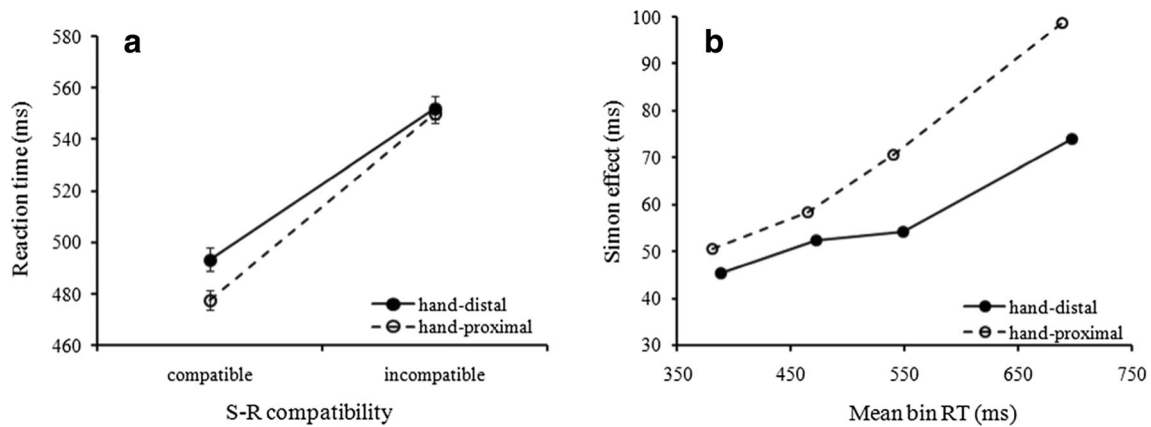 a
Reaction time (ms)
580
560
540
520
500
480
460
hand-distal
hand-proximal
compatible incompatible
S-R compatibility
b
Simon effect (ms)
100
90
80
70
60
50
40
30
hand-distal
hand-proximal
350 450 550 650 750
Mean bin RT (ms)